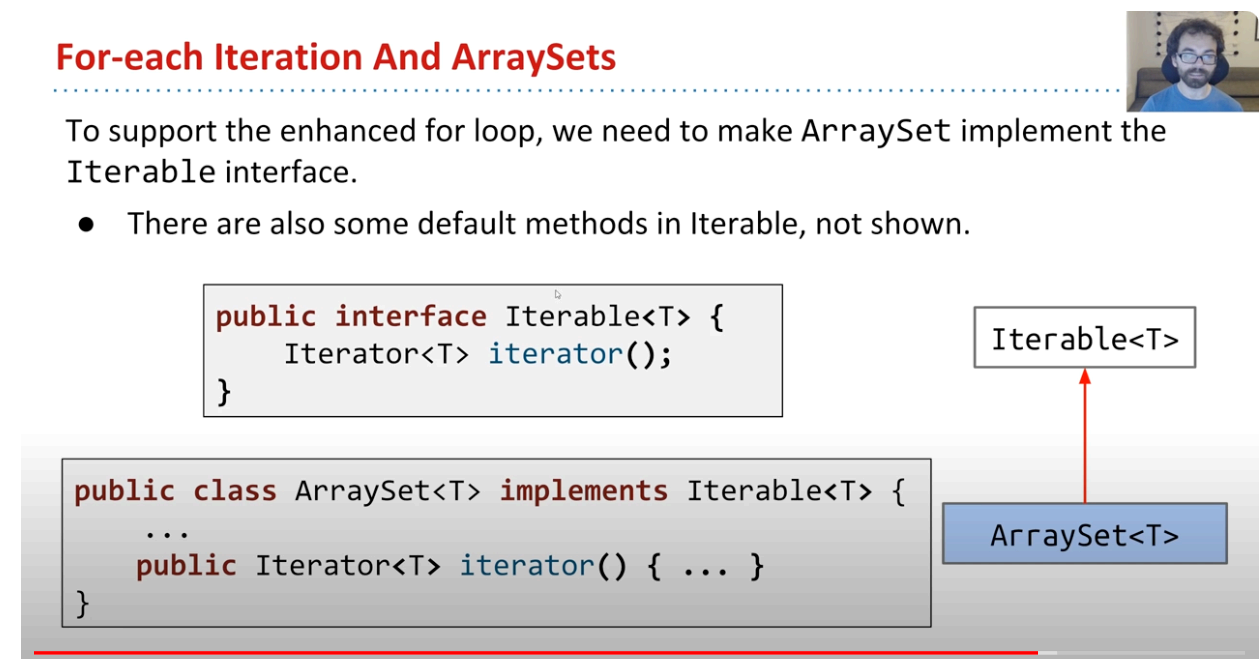 For-each Iteration And ArraySets
To support the enhanced for loop, we need to make ArraySet implement the
Iterable interface.
● There are also some default methods in Iterable, not shown.
public interface Iterable<T> {
Iterator<T> iterator();
}
Iterable<T>
public class ArraySet<T> implements Iterable<T> {
...
public Iterator<T> iterator() { ... }
}
ArraySet<T>